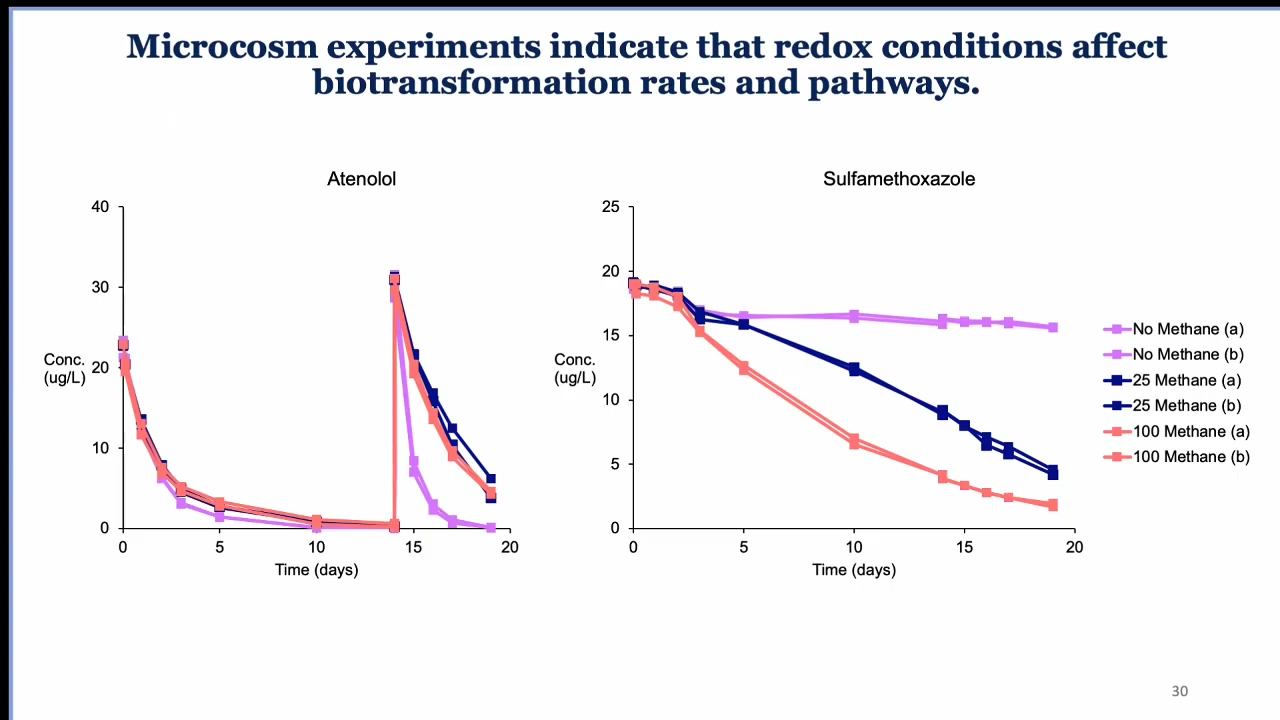 Microcosm experiments indicate that redox conditions affect
biotransformation rates and pathways.
Atenolol
40
30
20
10
0
Conc.
(ug/L)
0
5
10
15
20
Time (days)
Sulfamethoxazole
25
20
15
10
5
0
Conc.
(ug/L)
0
5
10
15
20
Time (days)
No Methane (a)
No Methane (b)
25 Methane (a)
25 Methane (b)
100 Methane (a)
100 Methane (b)
30